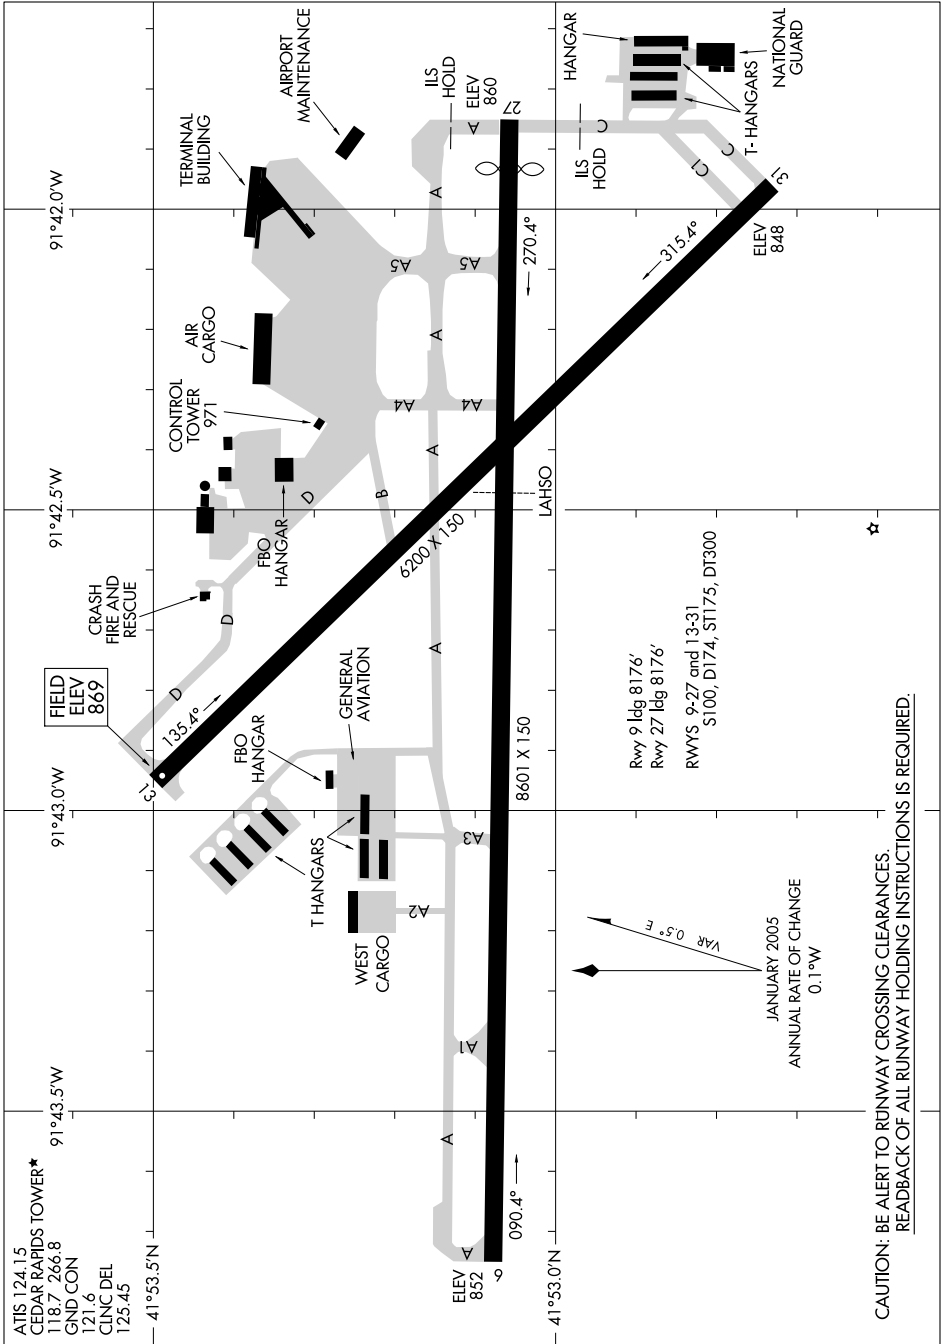 ATIS 124.15
CEDAR RAPIDS TOWER★
118.7 266.8
GND CON
121.6
CLNC DEL
125.45
91°43.5'W
91°43.0'W
91°42.5'W
91°42.0'W
41°53.5'N
41°53.0'N
FIELD
ELEV
869
CRASH
FIRE AND
RESCUE
CONTROL
TOWER
971
AIR
CARGO
TERMINAL
BUILDING
AIRPORT
MAINTENANCE
FBO
HANGAR
D
D
D
B
13
135.4°
6200 X 150
FBO
HANGAR
GENERAL
AVIATION
T HANGARS
WEST
CARGO
A2
A3
A1
A
A
A
A
A
A
A
A4
A4
A5
A5
A
ILS
HOLD
ELEV
860
27
270.4°
LAHSO
8601 X 150
090.4°
9
ELEV
852
ILS
HOLD
C
C
C1
31
315.4°
ELEV
848
HANGAR
T- HANGARS
NATIONAL
GUARD
Rwy 9 ldg 8176'
Rwy 27 ldg 8176'
RWYS 9-27 and 13-31
S100, D174, ST175, DT300
VAR 0.5° E
JANUARY 2005
ANNUAL RATE OF CHANGE
0.1°W
CAUTION: BE ALERT TO RUNWAY CROSSING CLEARANCES.
READBACK OF ALL RUNWAY HOLDING INSTRUCTIONS IS REQUIRED.